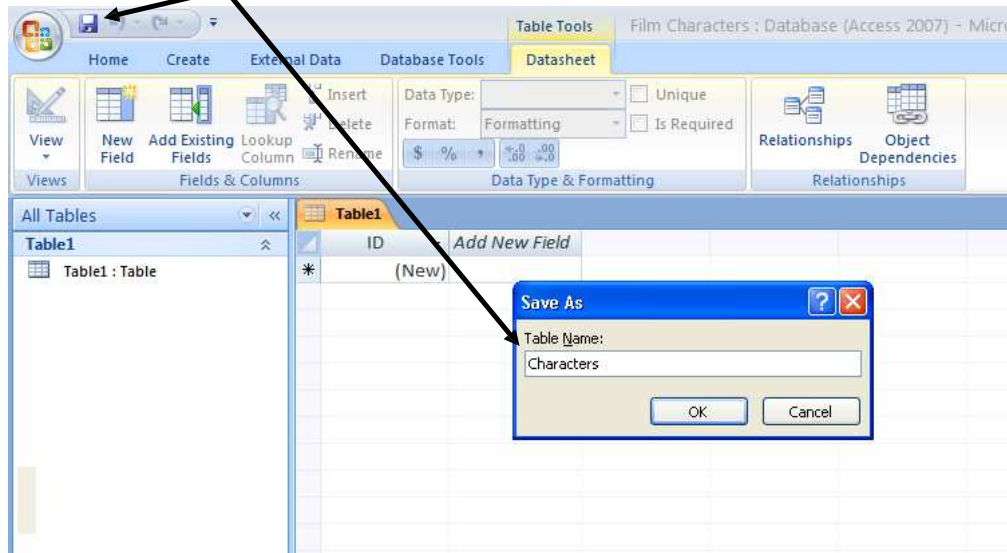 Table Tools Film Characters : Database (Access 2007) - Micr
Home Create External Data Database Tools Datasheet
View
New Field
Add Existing Fields
Lookup Column
Insert
Delete
Rename
Data Type:
Format: Formatting
$ % ,
Unique
Is Required
Relationships
Object Dependencies
Views Fields & Columns Data Type & Formatting Relationships
All Tables «
Table1
Table1 : Table
Table1
ID Add New Field
* (New)
Save As
Table Name:
Characters
OK Cancel